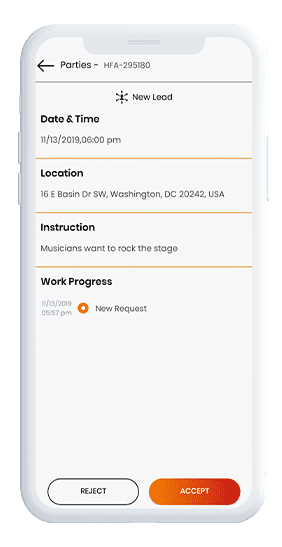 Parties - HFA-295180
New Lead
Date & Time
11/13/2019,06:00 pm
Location
16 E Basin Dr SW, Washington, DC 20242, USA
Instruction
Musicians want to rock the stage
Work Progress
11/13/2019
05:57 pm
New Request
REJECT
ACCEPT